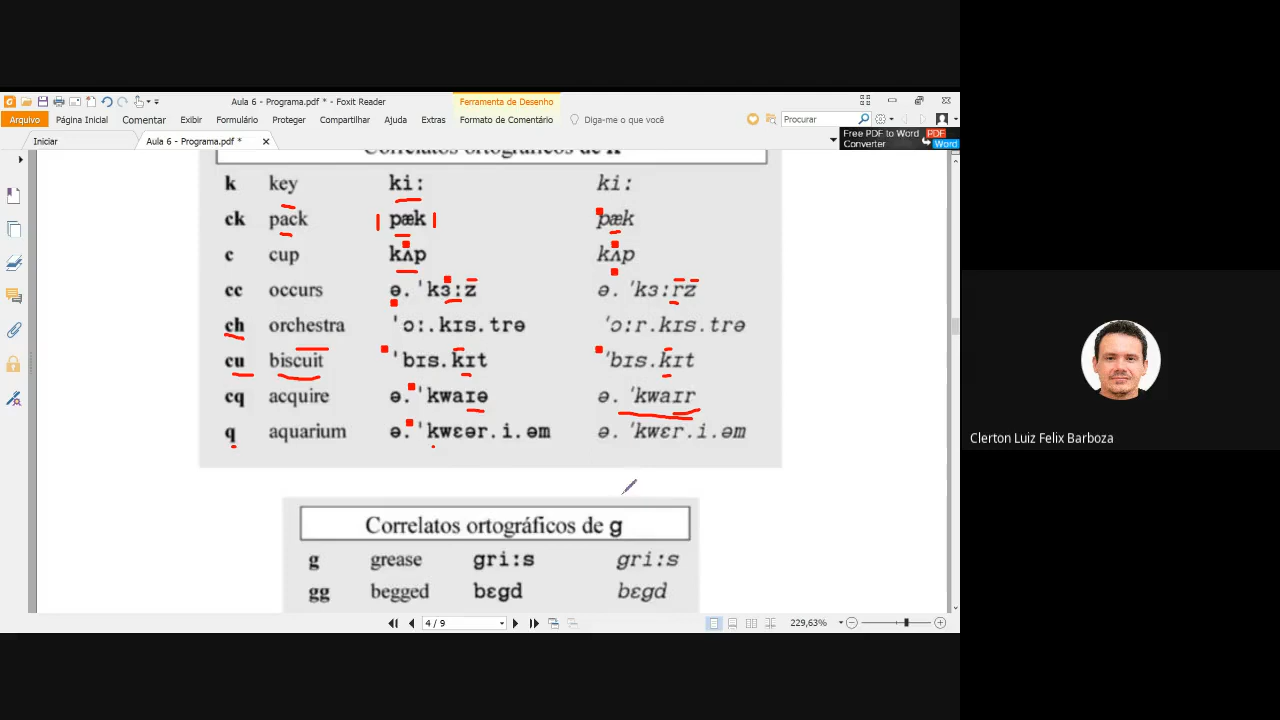 Aula 6 - Programa.pdf * - Foxit Reader
Ferramenta de Desenho
Arquivo Página Inicial Comentar Exibir Formulário Proteger Compartilhar Extras Ajuda Formato de Comentário Diga-me o que você Procurar
Iniciar Aula 6 - Programa.pdf *
Free PDF to Word
Converter
PDF
Word
Correlatos ortográficos de k
k key ki: ki:
ck pack pæk pæk
c cup kʌp kʌp
cc occurs ə.ˈkɜ:z ə.ˈkɜ:rz
ch orchestra ˈɔ:.kɪs.trə ˈɔ:r.kɪs.trə
cu biscuit ˈbɪs.kɪt ˈbɪs.kɪt
cq acquire ə.ˈkwaɪə ə.ˈkwaɪr
q aquarium ə.ˈkwɛər.i.əm ə.ˈkwɛr.i.əm
Correlatos ortográficos de g
g grease gri:s gri:s
gg begged bɛgd bɛgd
4 / 9
229,63%
Clerton Luiz Felix Barboza